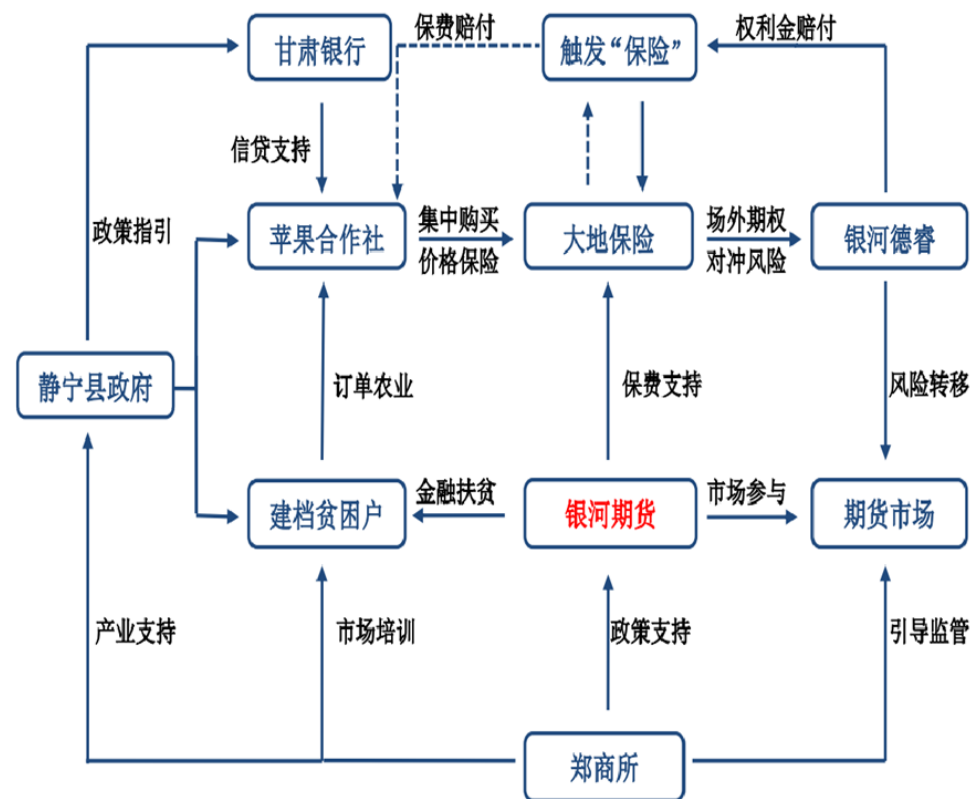 甘肃银行
保费赔付
触发“保险”
权利金赔付
信贷支持
政策指引
苹果合作社
集中购买
价格保险
大地保险
场外期权
对冲风险
银河德睿
静宁县政府
订单农业
保费支持
风险转移
建档贫困户
金融扶贫
银河期货
市场参与
期货市场
产业支持
市场培训
政策支持
引导监管
郑商所